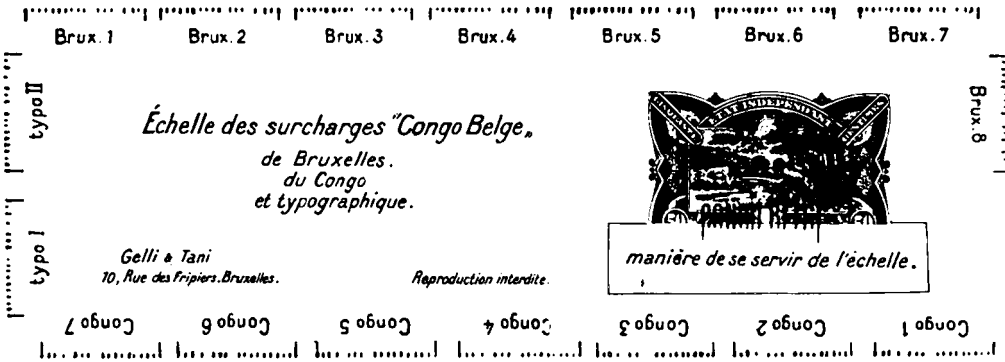 Brux.1 Brux.2 Brux.3 Brux.4 Brux.5 Brux.6 Brux.7
Brux.8
typo II
typo I
Échelle des surcharges "Congo Belge„
de Bruxelles.
du Congo
et typographique.
Gelli & Tani
10, Rue des Fripiers. Bruxelles.
Reproduction interdite.
ETAT INDEPENDANT
manière de se servir de l'échelle.
Congo 7 Congo 6 Congo 5 Congo 4 Congo 3 Congo 2 Congo 1